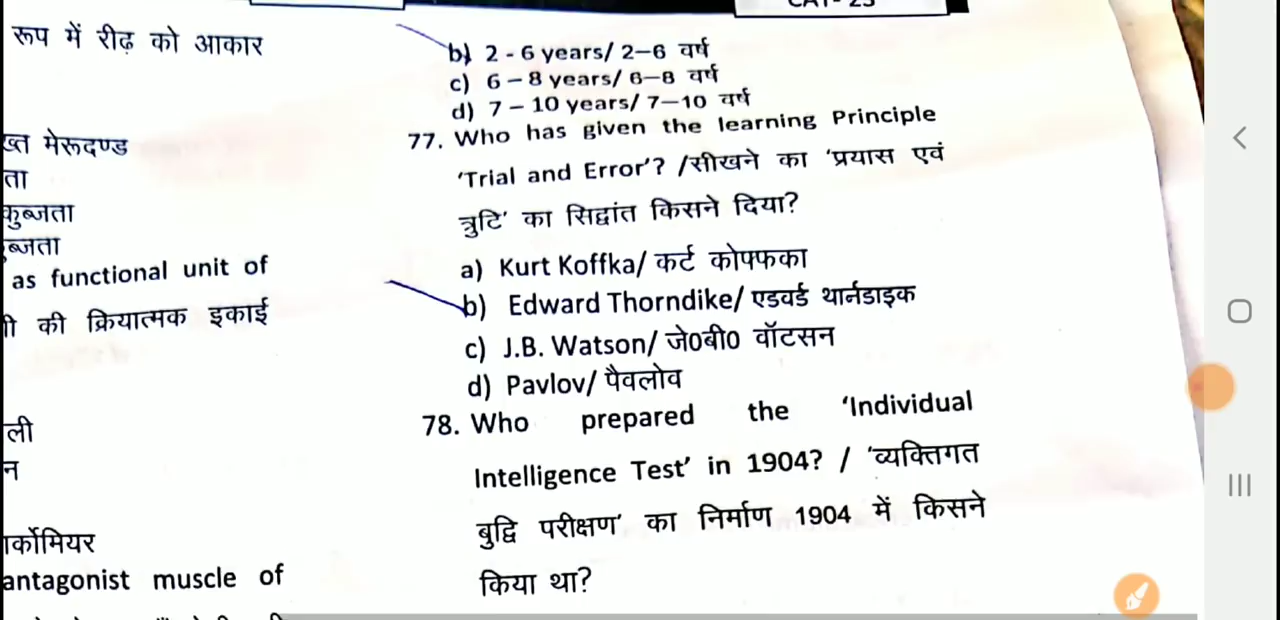 रूप में रीढ़ को आकार
मेरूदण्ड
ता
कुब्जता
ब्जता
as functional unit of
की क्रियात्मक इकाई
ली
न
र्कोमियर
antagonist muscle of
b) 2 - 6 years/ 2–6 वर्ष
c) 6 – 8 years/ 6–8 वर्ष
d) 7 – 10 years/ 7–10 वर्ष
77. Who has given the learning Principle
‘Trial and Error’? /सीखने का ‘प्रयास एवं
त्रुटि’ का सिद्वांत किसने दिया?
a) Kurt Koffka/ कर्ट कोफ्फका
b) Edward Thorndike/ एडवर्ड थार्नडाइक
c) J.B. Watson/ जे0बी0 वॉटसन
d) Pavlov/ पैवलोव
78. Who prepared the ‘Individual
Intelligence Test’ in 1904? / ‘व्यक्तिगत
बुद्वि परीक्षण’ का निर्माण 1904 में किसने
किया था?